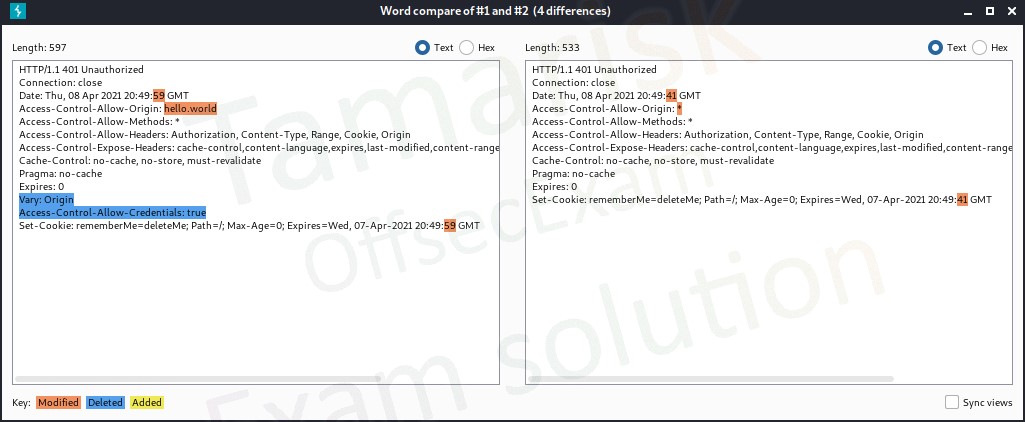 Word compare of #1 and #2 (4 differences)
Length: 597
Text
Hex
HTTP/1.1 401 Unauthorized
Connection: close
Date: Thu, 08 Apr 2021 20:49:59 GMT
Access-Control-Allow-Origin: hello.world
Access-Control-Allow-Methods: *
Access-Control-Allow-Headers: Authorization, Content-Type, Range, Cookie, Origin
Access-Control-Expose-Headers: cache-control,content-language,expires,last-modified,content-range
Cache-Control: no-cache, no-store, must-revalidate
Pragma: no-cache
Expires: 0
Vary: Origin
Access-Control-Allow-Credentials: true
Set-Cookie: rememberMe=deleteMe; Path=/; Max-Age=0; Expires=Wed, 07-Apr-2021 20:49:59 GMT
Length: 533
Text
Hex
HTTP/1.1 401 Unauthorized
Connection: close
Date: Thu, 08 Apr 2021 20:49:41 GMT
Access-Control-Allow-Origin: *
Access-Control-Allow-Methods: *
Access-Control-Allow-Headers: Authorization, Content-Type, Range, Cookie, Origin
Access-Control-Expose-Headers: cache-control,content-language,expires,last-modified,content-range
Cache-Control: no-cache, no-store, must-revalidate
Pragma: no-cache
Expires: 0
Set-Cookie: rememberMe=deleteMe; Path=/; Max-Age=0; Expires=Wed, 07-Apr-2021 20:49:41 GMT
Key: Modified Deleted Added
Sync views
Tamarisk
OffsecExam
Exam solution